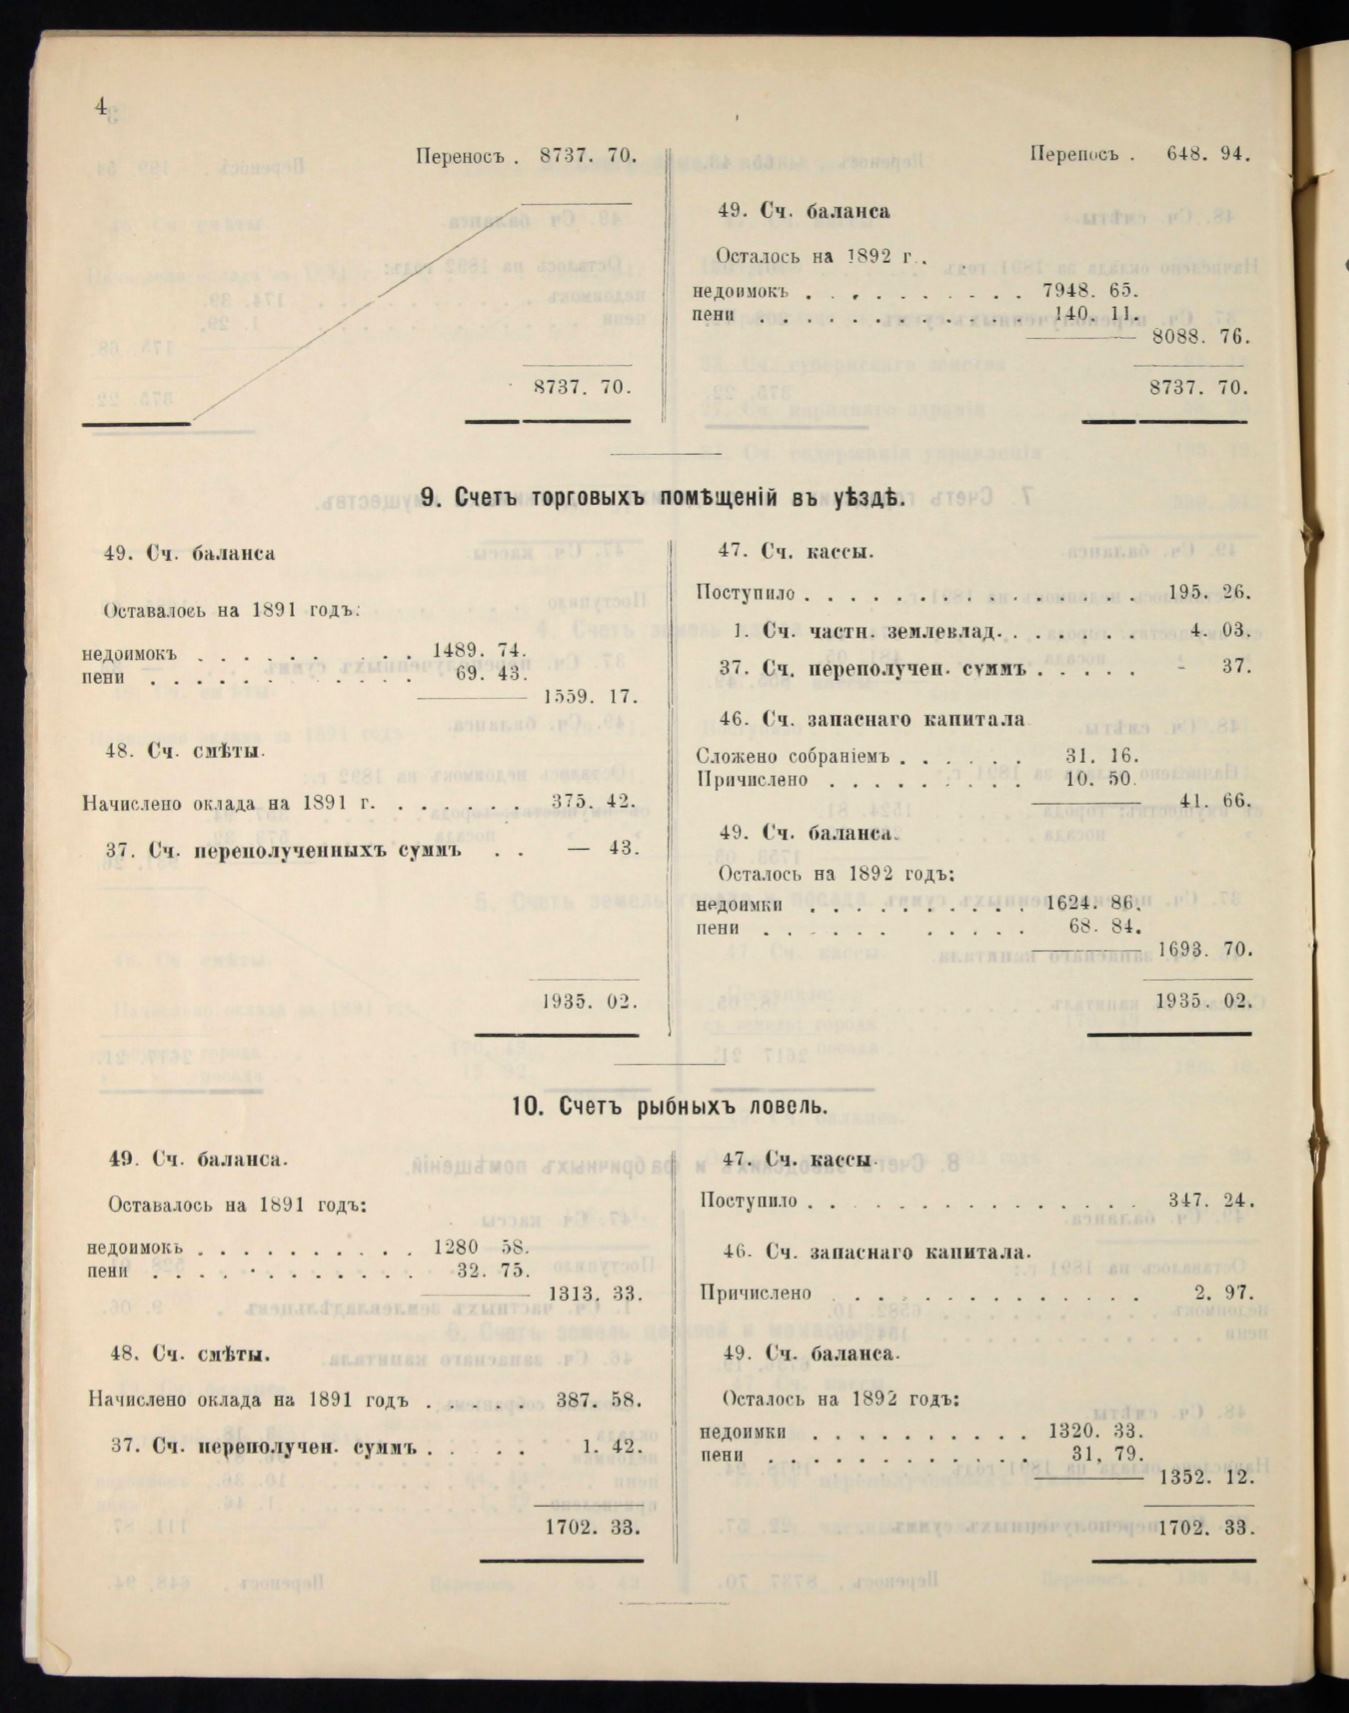 4
Переносъ . 8737. 70.
8737. 70.
Переносъ . 648. 94.
49. Сч. баланса
Осталось на 1892 г. .
недоимокъ . . . . . . . . . . 7948. 65.
пени . . . . . . . . . . . . 140. 11.
8088. 76.
8737. 70.
9. Счетъ торговыхъ помѣщеній въ уѣздѣ.
49. Сч. баланса
Оставалось на 1891 годъ:
недоимокъ . . . . . . . . . 1489. 74.
пени . . . . . . . . . . . 69. 43.
1559. 17.
48. Сч. смѣты.
Начислено оклада на 1891 г. . . . . . . 375. 42.
37. Сч. переполученныхъ суммъ . . — 43.
1935. 02.
47. Сч. кассы.
Поступило . . . . . . . . . . . . . . . 195. 26.
1. Сч. частн. землевлад. . . . . . . 4. 03.
37. Сч. переполучен. суммъ . . . . . - 37.
46. Сч. запаснаго капитала
Сложено собраніемъ . . . . . . 31. 16.
Причислено . . . . . . . . . 10. 50.
41. 66.
49. Сч. баланса.
Осталось на 1892 годъ:
недоимки . . . . . . . . . . 1624. 86.
пени . . . . . . . . . . . 68. 84.
1693. 70.
1935. 02.
10. Счетъ рыбныхъ ловель.
49. Сч. баланса.
Оставалось на 1891 годъ:
недоимокъ . . . . . . . . . . 1280 58.
пени . . . . . . . . . . . . 32. 75.
1313. 33.
48. Сч. смѣты.
Начислено оклада на 1891 годъ . . . . . 387. 58.
37. Сч. переполучен. суммъ . . . . 1. 42.
1702. 33.
47. Сч. кассы.
Поступило . . . . . . . . . . . . . . . 347. 24.
46. Сч. запаснаго капитала.
Причислено . . . . . . . . . . . . . . 2. 97.
49. Сч. баланса.
Осталось на 1892 годъ:
недоимки . . . . . . . . . . 1320. 33.
пени . . . . . . . . . . . . 31, 79.
1352. 12.
1702. 33.